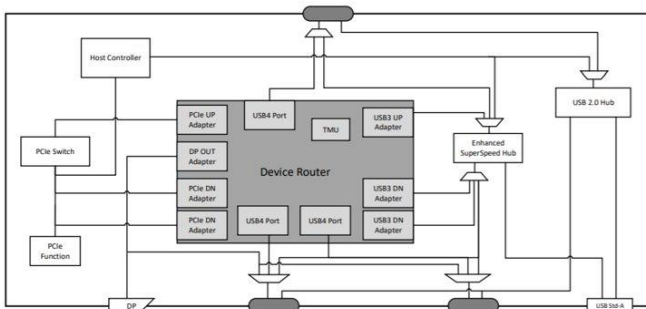 Host Controller
USB4 Port
PCIe UP
Adapter
USB3 UP
Adapter
TMU
USB 2.0 Hub
PCIe Switch
DP OUT
Adapter
Enhanced
SuperSpeed Hub
Device Router
PCIe DN
Adapter
USB3 DN
Adapter
PCIe DN
Adapter
USB4 Port
USB4 Port
USB3 DN
Adapter
PCIe
Function
DP
USB Std-A